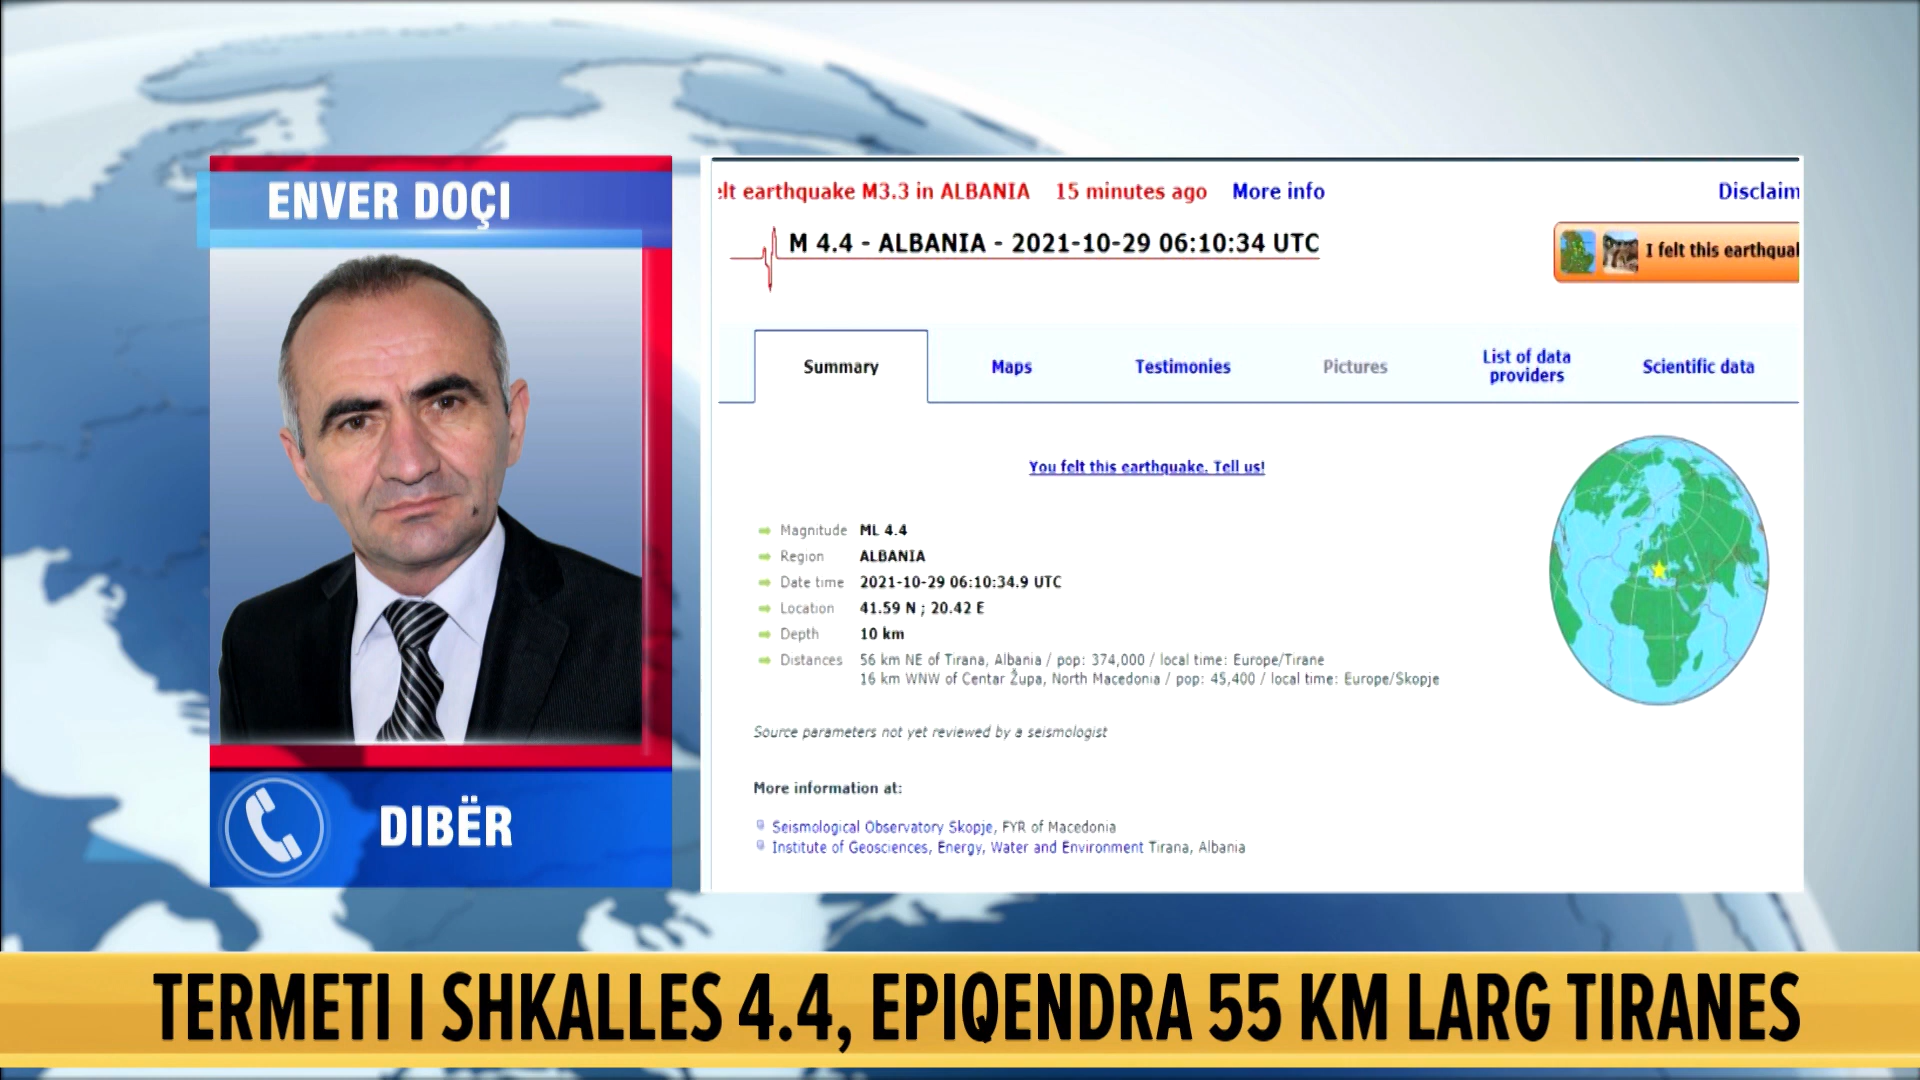 ENVER DOÇI
DIBËR
earthquake M3.3 in ALBANIA 15 minutes ago More info
M 4.4 - ALBANIA - 2021-10-29 06:10:34 UTC
I felt this
Summary
Maps
Testimonies
Pictures
List of data
providers
Scientific data
You felt this earthquake. Tell us!
Magnitude ML 4.4
Region ALBANIA
Date time 2021-10-29 06:10:34.9 UTC
Location 41.59 N ; 20.42 E
Depth 10 km
Distances 56 km NE of Tirana, Albania / pop: 374,000 / local time: Europe/Tirane
16 km WNW of Centar Župa, North Macedonia / pop: 45,400 / local time: Europe/Skopje
Source parameters not yet reviewed by a seismologist
More information at:
Seismological Observatory Skopje, FYR of Macedonia
Institute of Geosciences, Energy, Water and Environment Tirana, Albania
TERMETI I SHKALLES 4.4, EPIQENDRA 55 KM LARG TIRANES